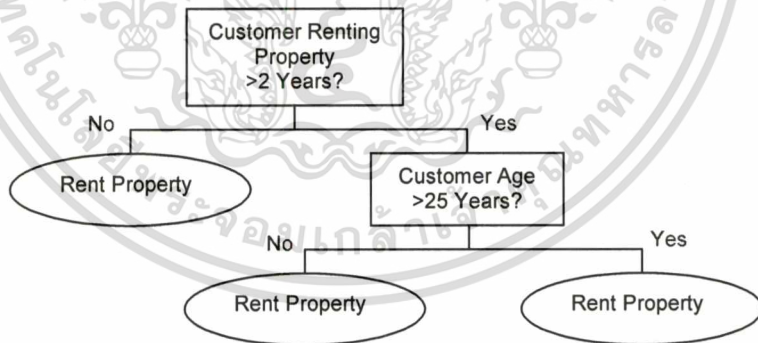 Customer Renting
Property
>2 Years?
No
Yes
Rent Property
Customer Age
>25 Years?
No
Yes
Rent Property
Rent Property